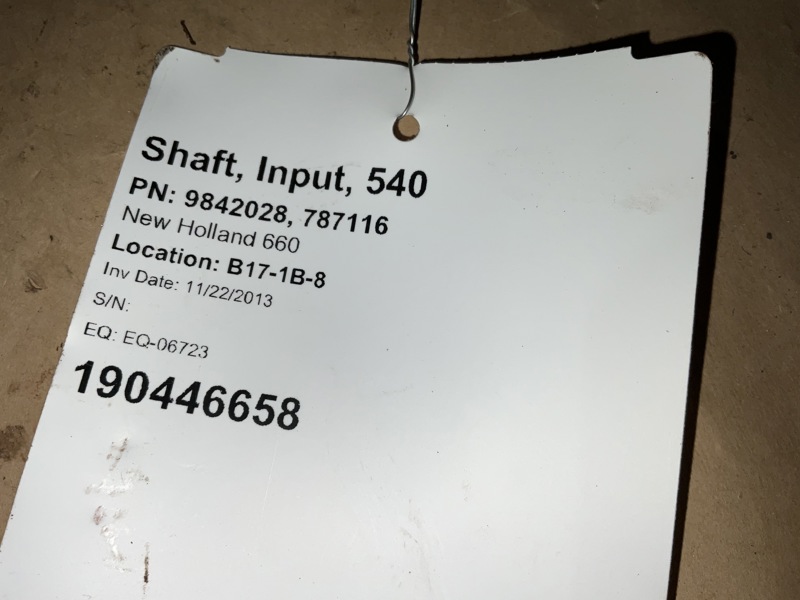 Shaft, Input, 540
PN: 9842028, 787116
New Holland 660
Location: B17-1B-8
Inv Date: 11/22/2013
S/N:
EQ: EQ-06723
190446658